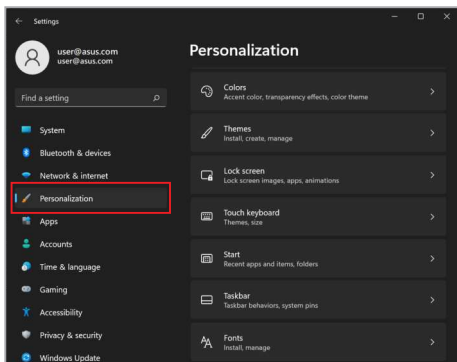 Settings
user@asus.com
user@asus.com
Find a setting
System
Bluetooth & devices
Network & internet
Personalization
Apps
Accounts
Time & language
Gaming
Accessibility
Privacy & security
Windows Update
Personalization
Colors
Accent color, transparency effects, color theme
Themes
Install, create, manage
Lock screen
Lock screen images, apps, animations
Touch keyboard
Themes, size
Start
Recent apps and items, folders
Taskbar
Taskbar behaviors, system pins
Fonts
Install, manage